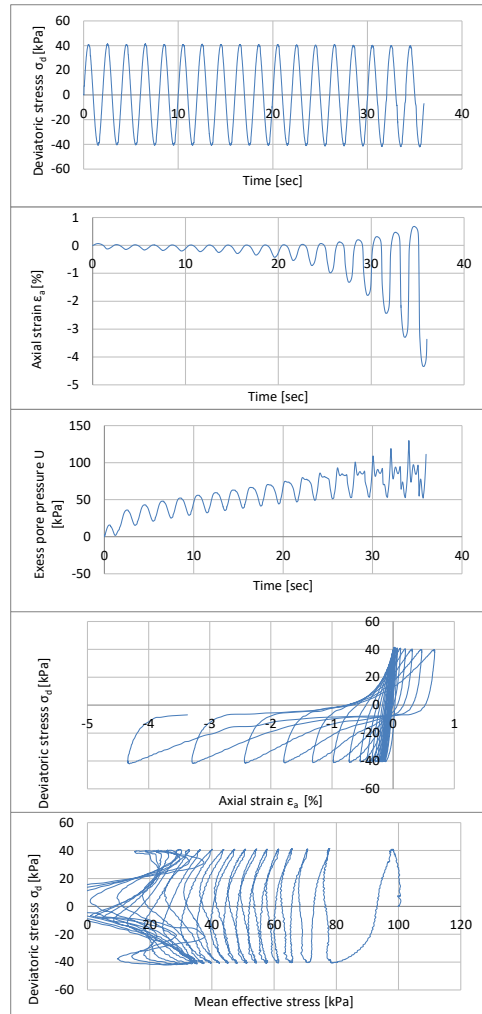 Deviatoric stresss σd [kPa]
60
40
20
0
-20
-40
-60
0 10 20 30 40
Time [sec]
Axial strain εa [%]
1
0
-1
-2
-3
-4
-5
0 10 20 30 40
Time [sec]
Exess pore pressure U
[kPa]
150
100
50
0
-50
0 10 20 30 40
Time [sec]
Deviatoric stresss σd [kPa]
60
40
20
0
-20
-40
-60
-5 -4 -3 -2 -1 0 1
Axial strain εa [%]
Deviatoric stresss σd [kPa]
60
40
20
0
-20
-40
-60
0 20 40 60 80 100 120
Mean effective stress [kPa]